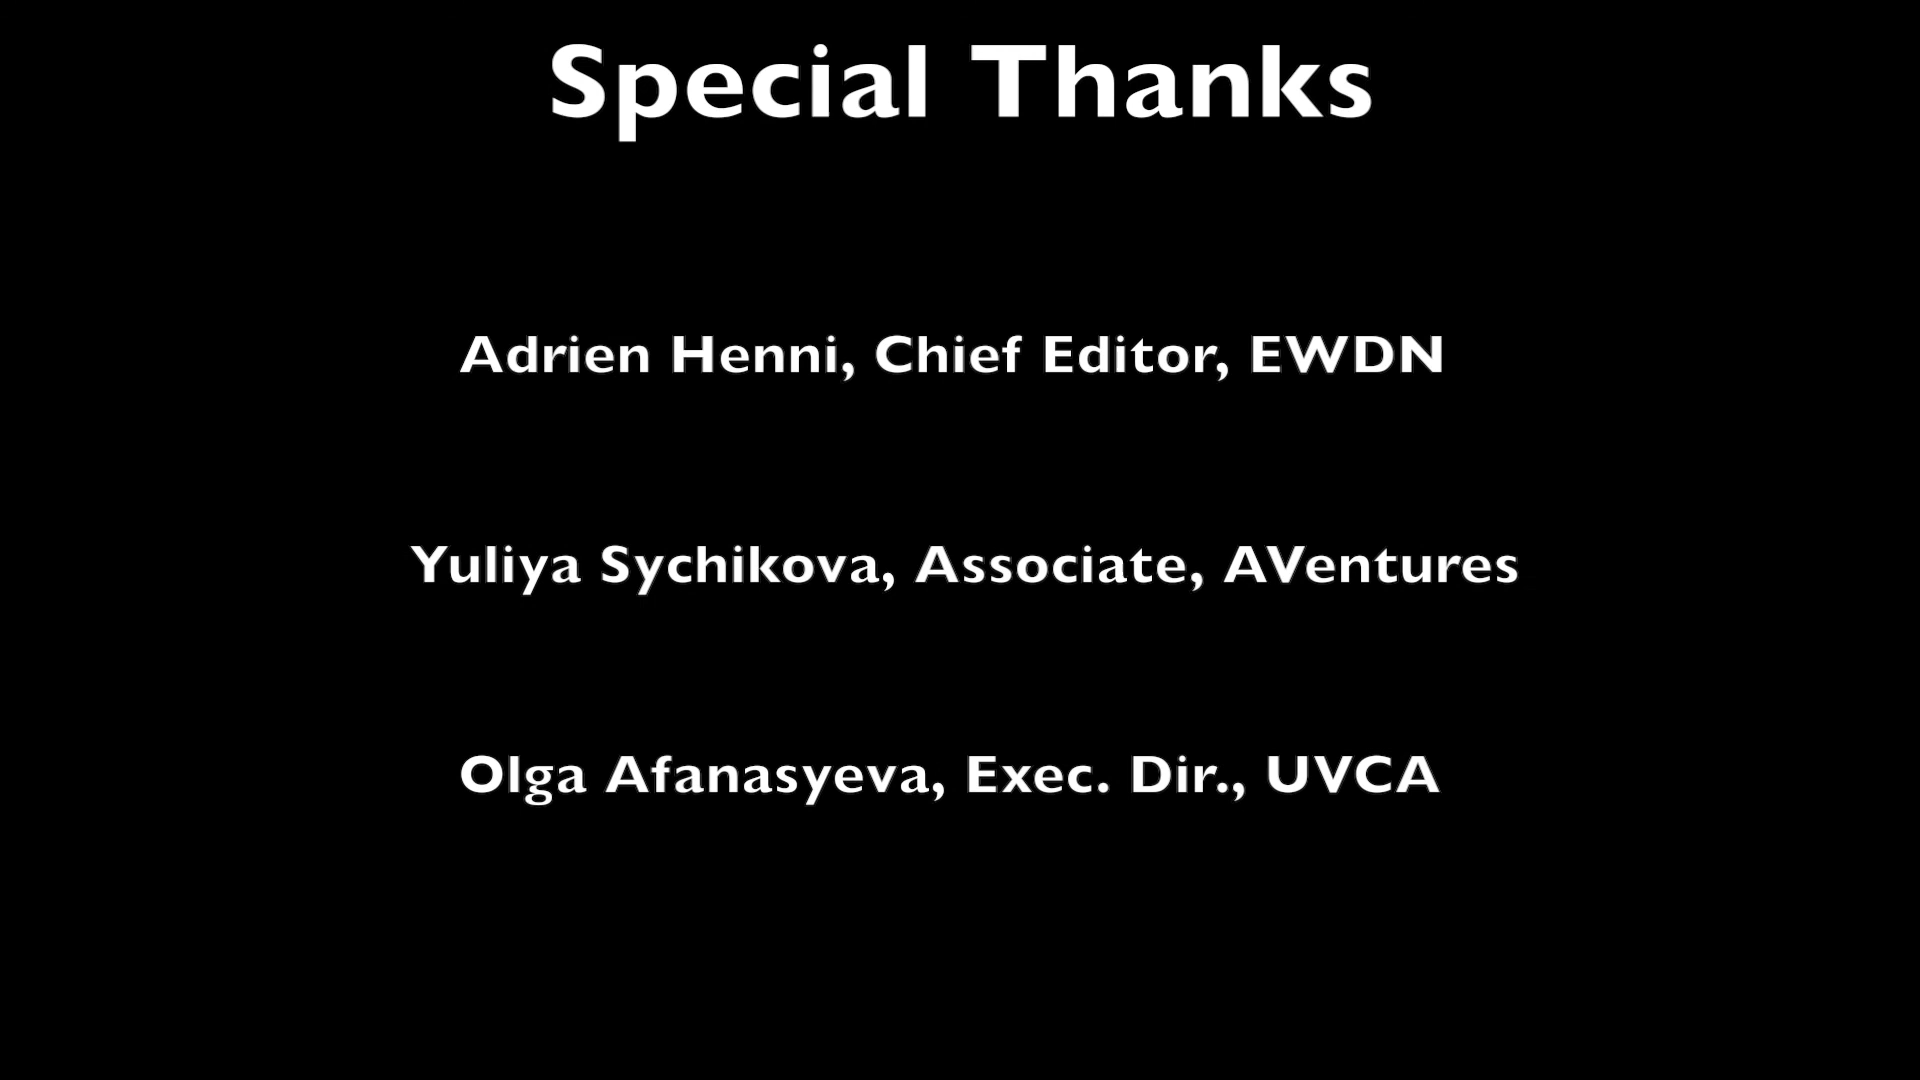 Special Thanks
Adrien Henni, Chief Editor, EWDN
Yuliya Sychikova, Associate, AVentures
Olga Afanasyeva, Exec. Dir., UVCA